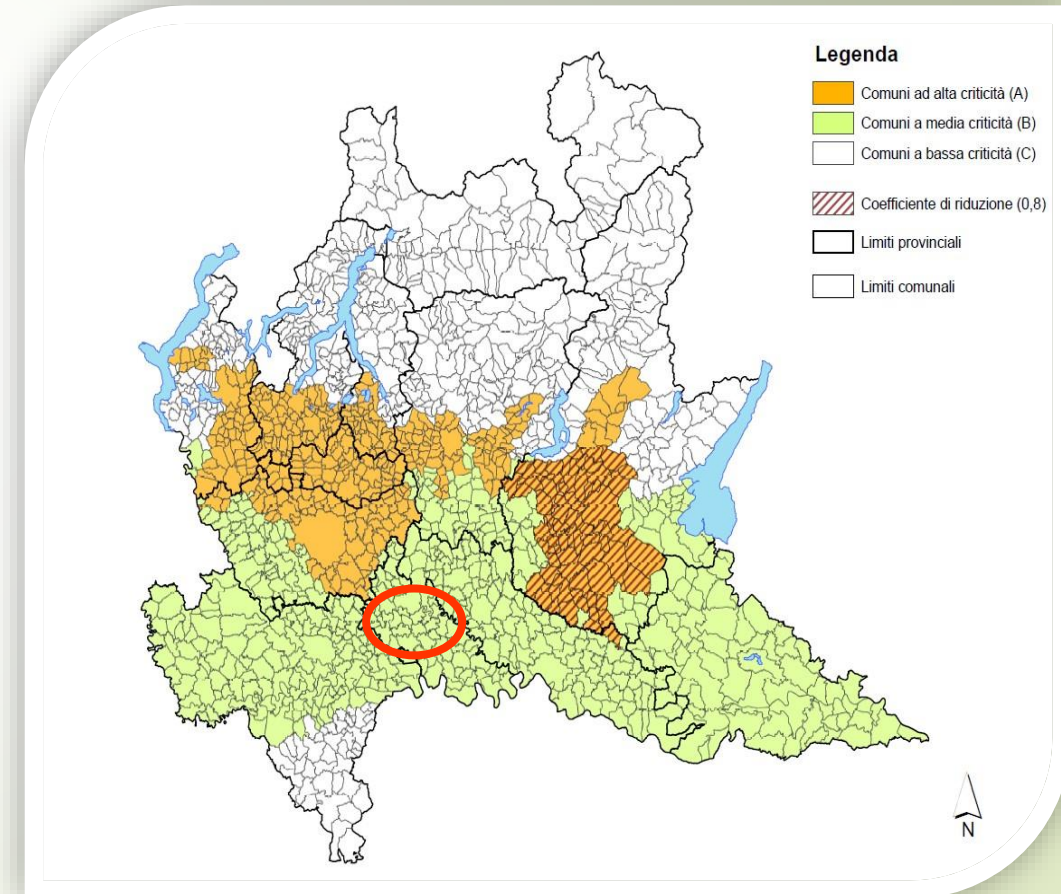 Legenda
Comuni ad alta criticità (A)
Comuni a media criticità (B)
Comuni a bassa criticità (C)
Coefficiente di riduzione (0,8)
Limiti provinciali
Limiti comunali
N